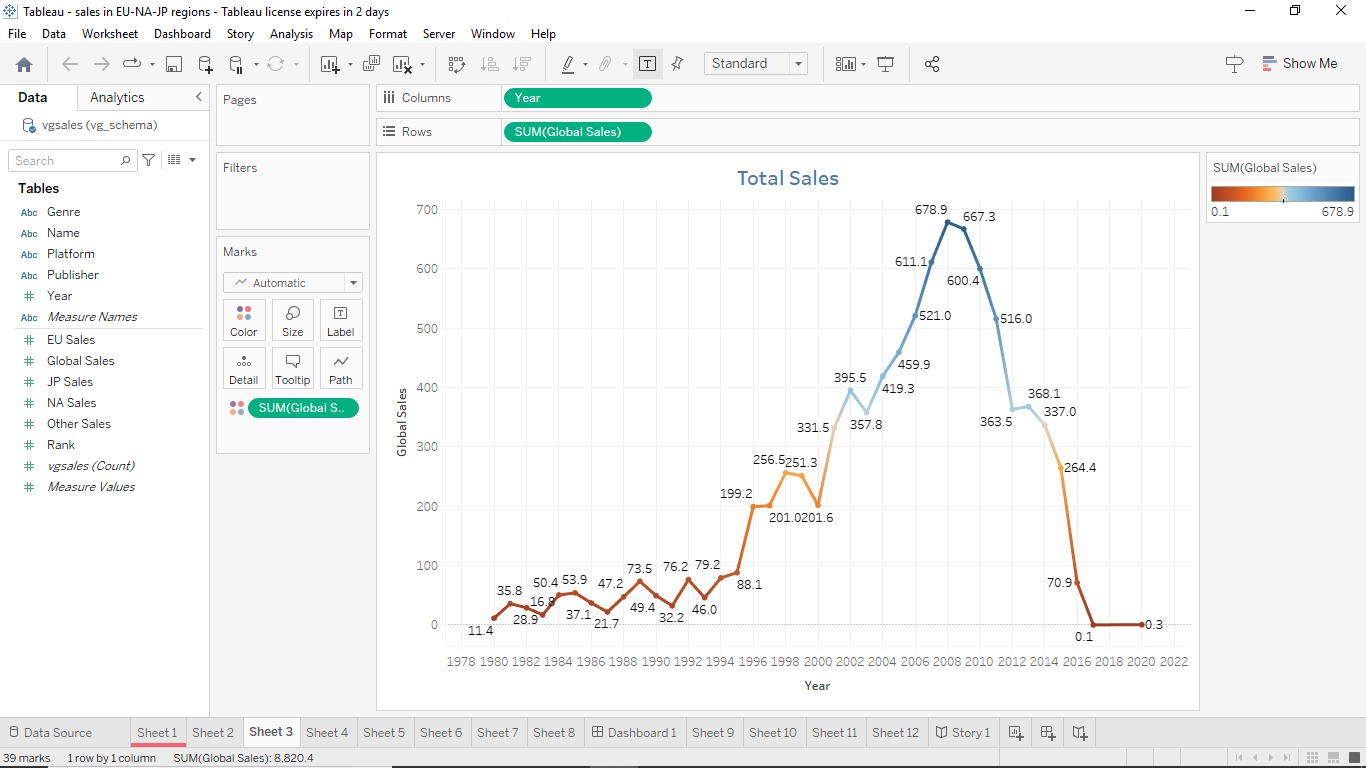 Tableau - sales in EU-NA-JP regions - Tableau license expires in 2 days
File Data Worksheet Dashboard Story Analysis Map Format Server Window Help
Standard
Show Me
Data Analytics
vgsales (vg_schema)
Search
Tables
Abc Genre
Abc Name
Abc Platform
Abc Publisher
# Year
Abc Measure Names
# EU Sales
# Global Sales
# JP Sales
# NA Sales
# Other Sales
# Rank
# vgsales (Count)
# Measure Values
Pages
Filters
Marks
Automatic
Color Size Label
Detail Tooltip Path
SUM(Global S..
Columns Year
Rows SUM(Global Sales)
Total Sales
Global Sales
700
600
500
400
300
200
100
0
11.4
35.8
28.9
16.8
50.4
53.9
37.1
21.7
47.2
73.5
49.4
32.2
76.2
46.0
79.2
88.1
199.2
201.0
256.5
251.3
201.6
331.5
395.5
357.8
419.3
459.9
521.0
611.1
678.9
667.3
600.4
516.0
363.5
368.1
337.0
264.4
70.9
0.1
0.3
1978 1980 1982 1984 1986 1988 1990 1992 1994 1996 1998 2000 2002 2004 2006 2008 2010 2012 2014 2016 2018 2020 2022
Year
SUM(Global Sales)
0.1 678.9
Data Source Sheet 1 Sheet 2 Sheet 3 Sheet 4 Sheet 5 Sheet 6 Sheet 7 Sheet 8 Dashboard 1 Sheet 9 Sheet 10 Sheet 11 Sheet 12 Story 1
39 marks 1 row by 1 column SUM(Global Sales): 8,820.4